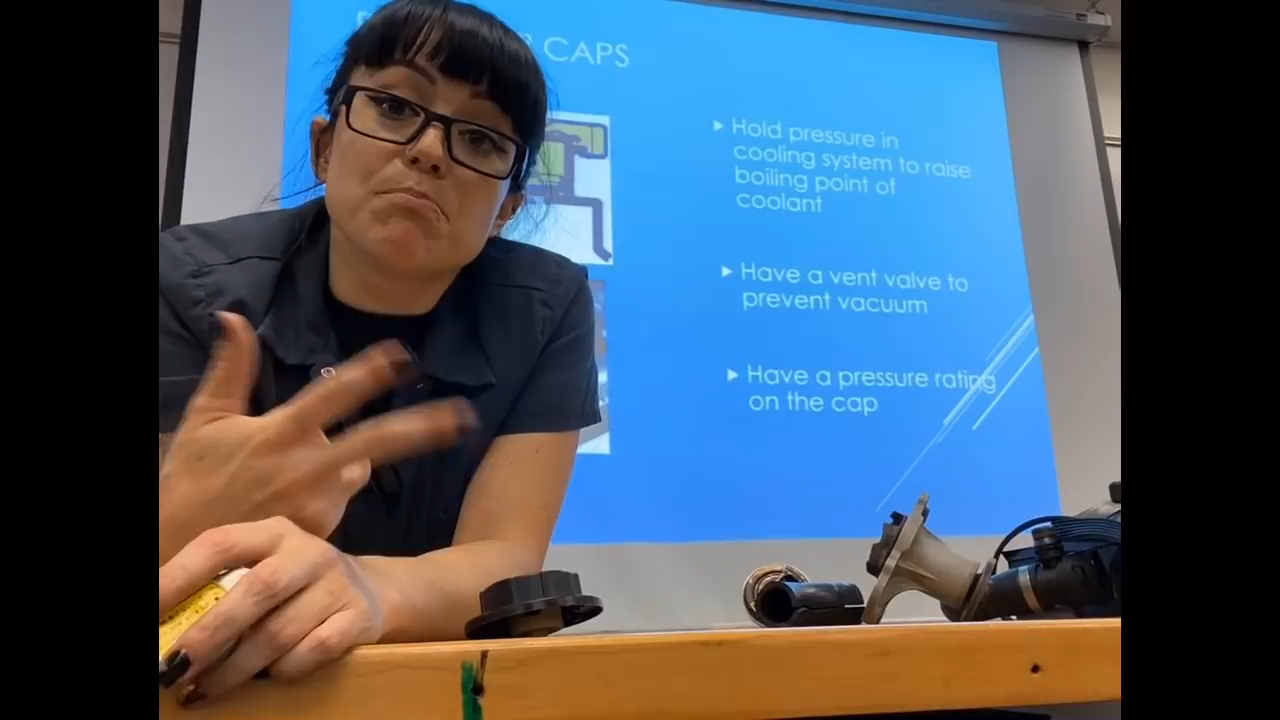 CAPS
Hold pressure in
cooling system to raise
boiling point of
coolant
Have a vent valve to
prevent vacuum
Have a pressure rating
on the cap